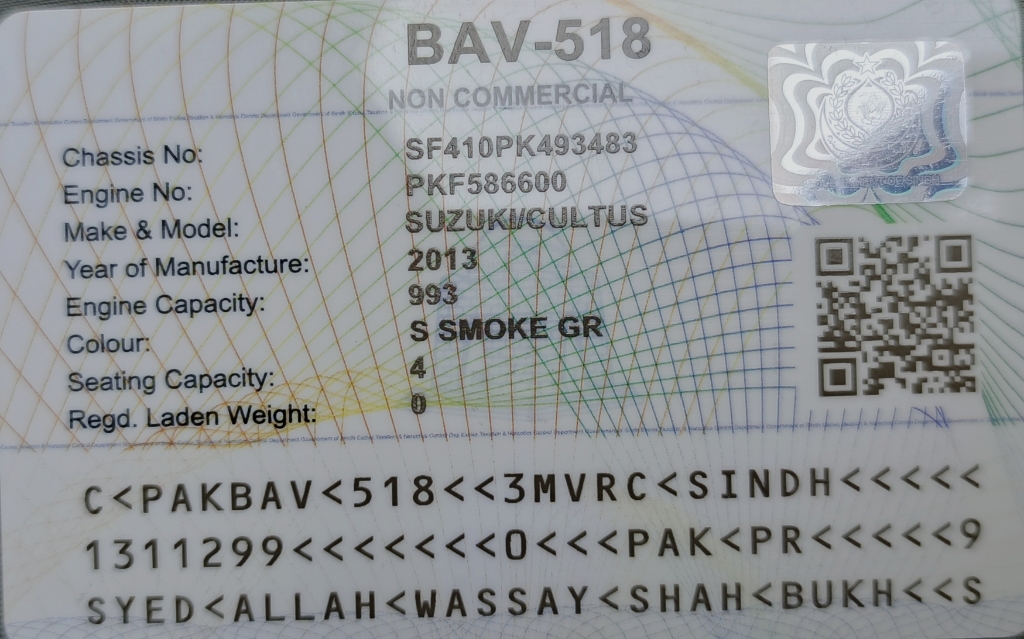 BAV-518
NON COMMERCIAL
Chassis No: SF410PK493483
Engine No: PKF586600
Make & Model: SUZUKI/CULTUS
Year of Manufacture: 2013
Engine Capacity: 993
Colour: S SMOKE GR
Seating Capacity: 4
Regd. Laden Weight: 0
C<PAKBAV<518<<3MVRC<SINDH<<<<<
1311299<<<<<<<0<<<PAK<PR<<<<<9
SYED<ALLAH<WASSAY<SHAH<BUKH<<S